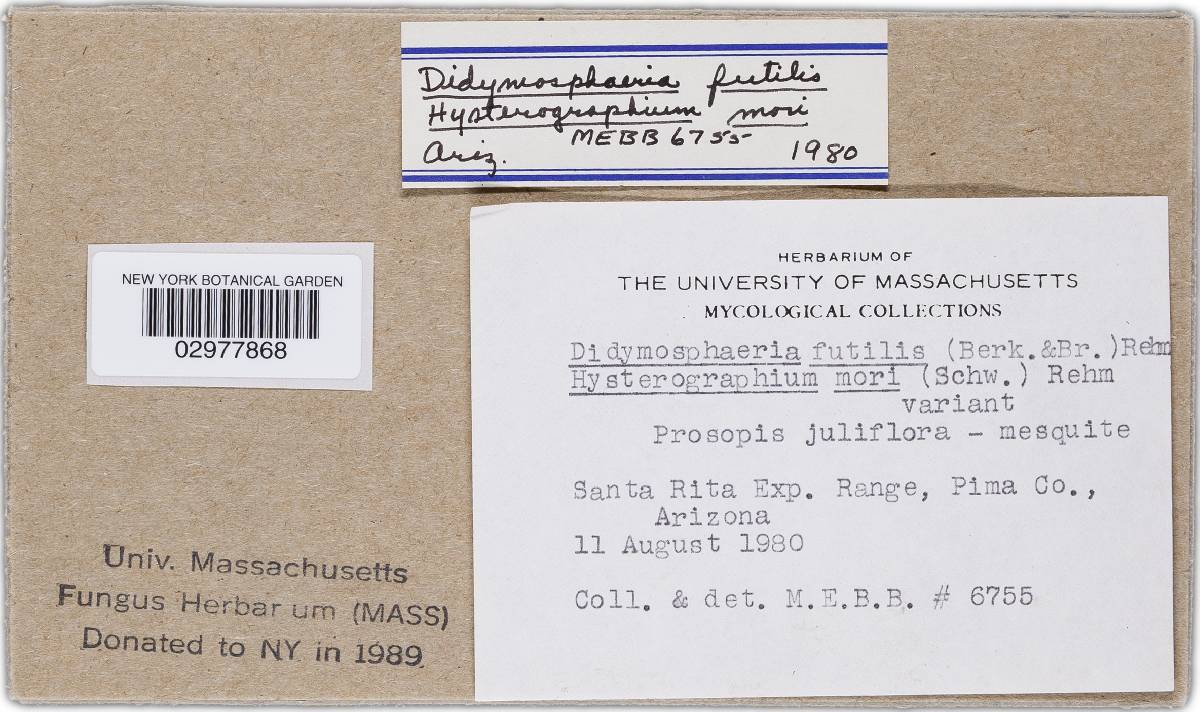 Didymosphaeria futilis
Hysterographium mori
MEBB 6755
Ariz. 1980
NEW YORK BOTANICAL GARDEN
02977868
HERBARIUM OF
THE UNIVERSITY OF MASSACHUSETTS
MYCOLOGICAL COLLECTIONS
Didymosphaeria futilis (Berk.&Br.)Rehm
Hysterographium mori (Schw.) Rehm
variant
Prosopis juliflora - mesquite
Santa Rita Exp. Range, Pima Co.,
Arizona
11 August 1980
Coll. & det. M.E.B.B. # 6755
Univ. Massachusetts
Fungus Herbar um (MASS)
Donated to NY in 1989